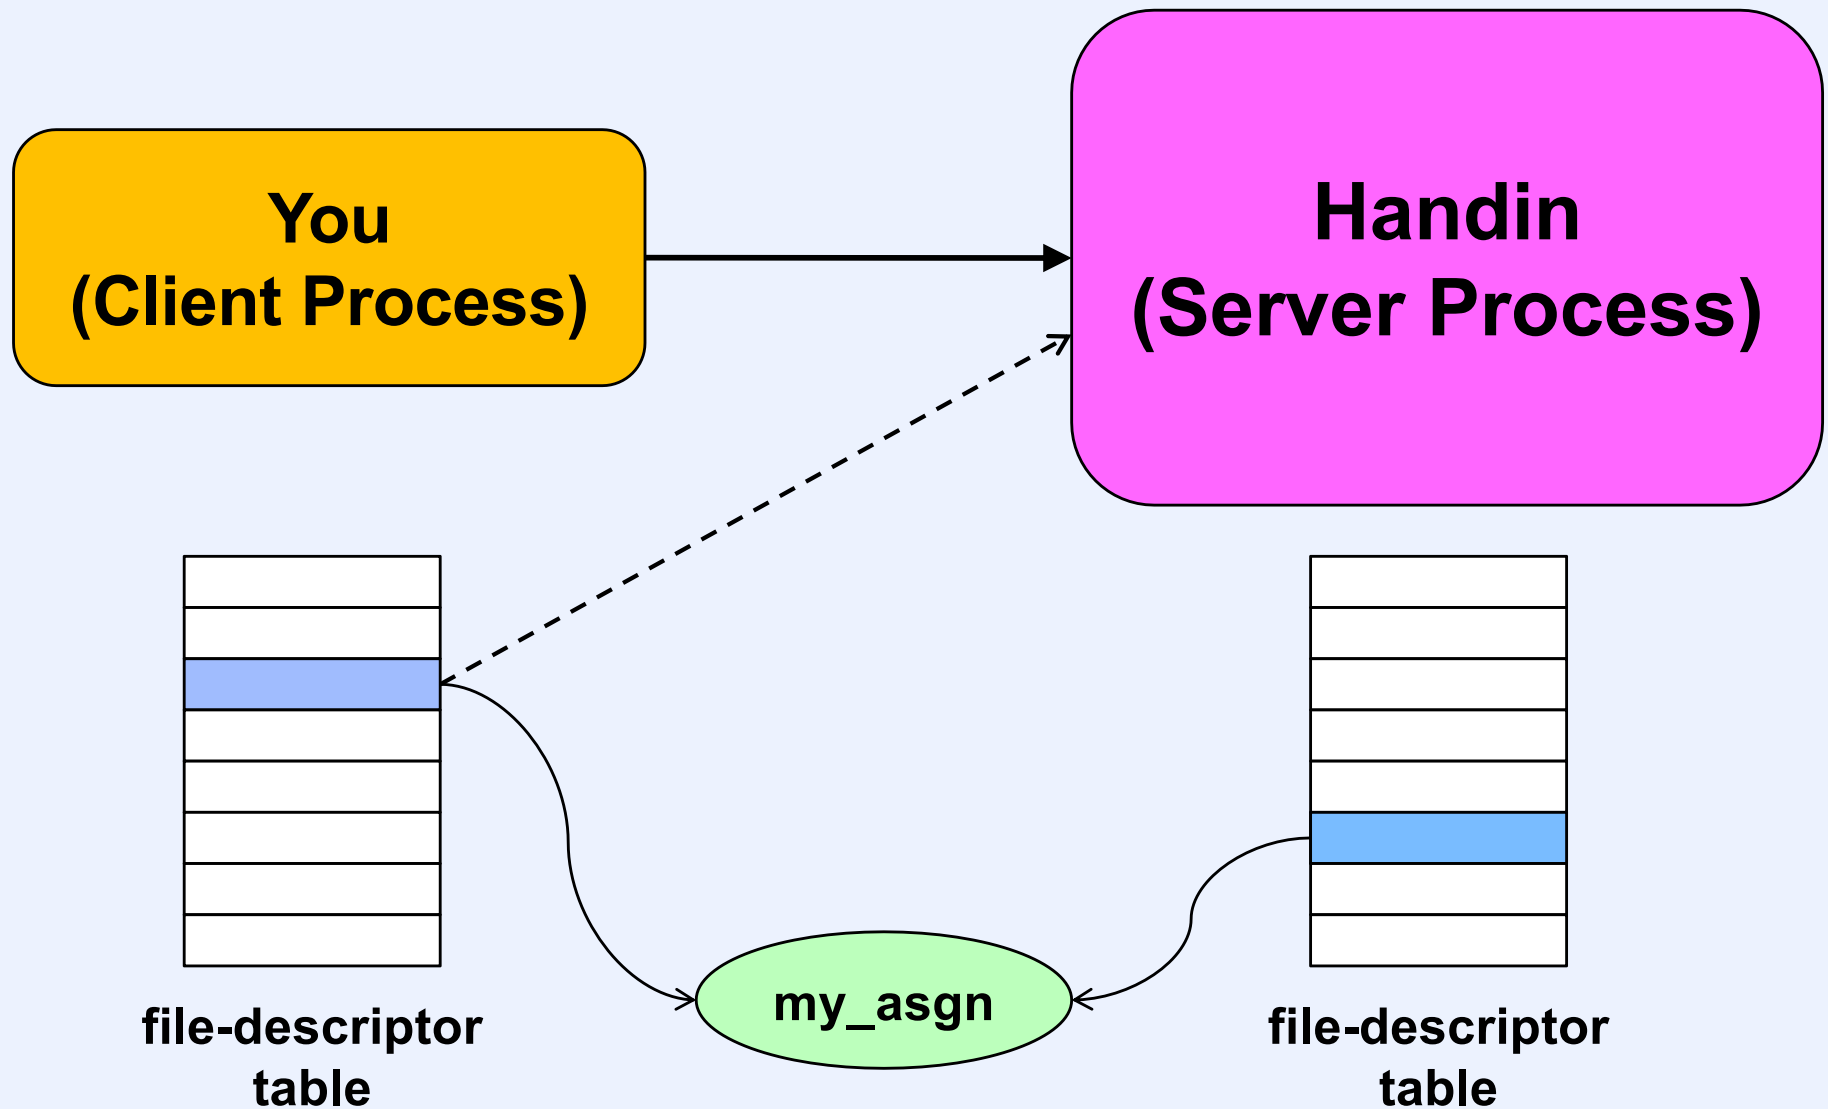 You
(Client Process)
Handin
(Server Process)
my_asgn
file-descriptor
table
file-descriptor
table